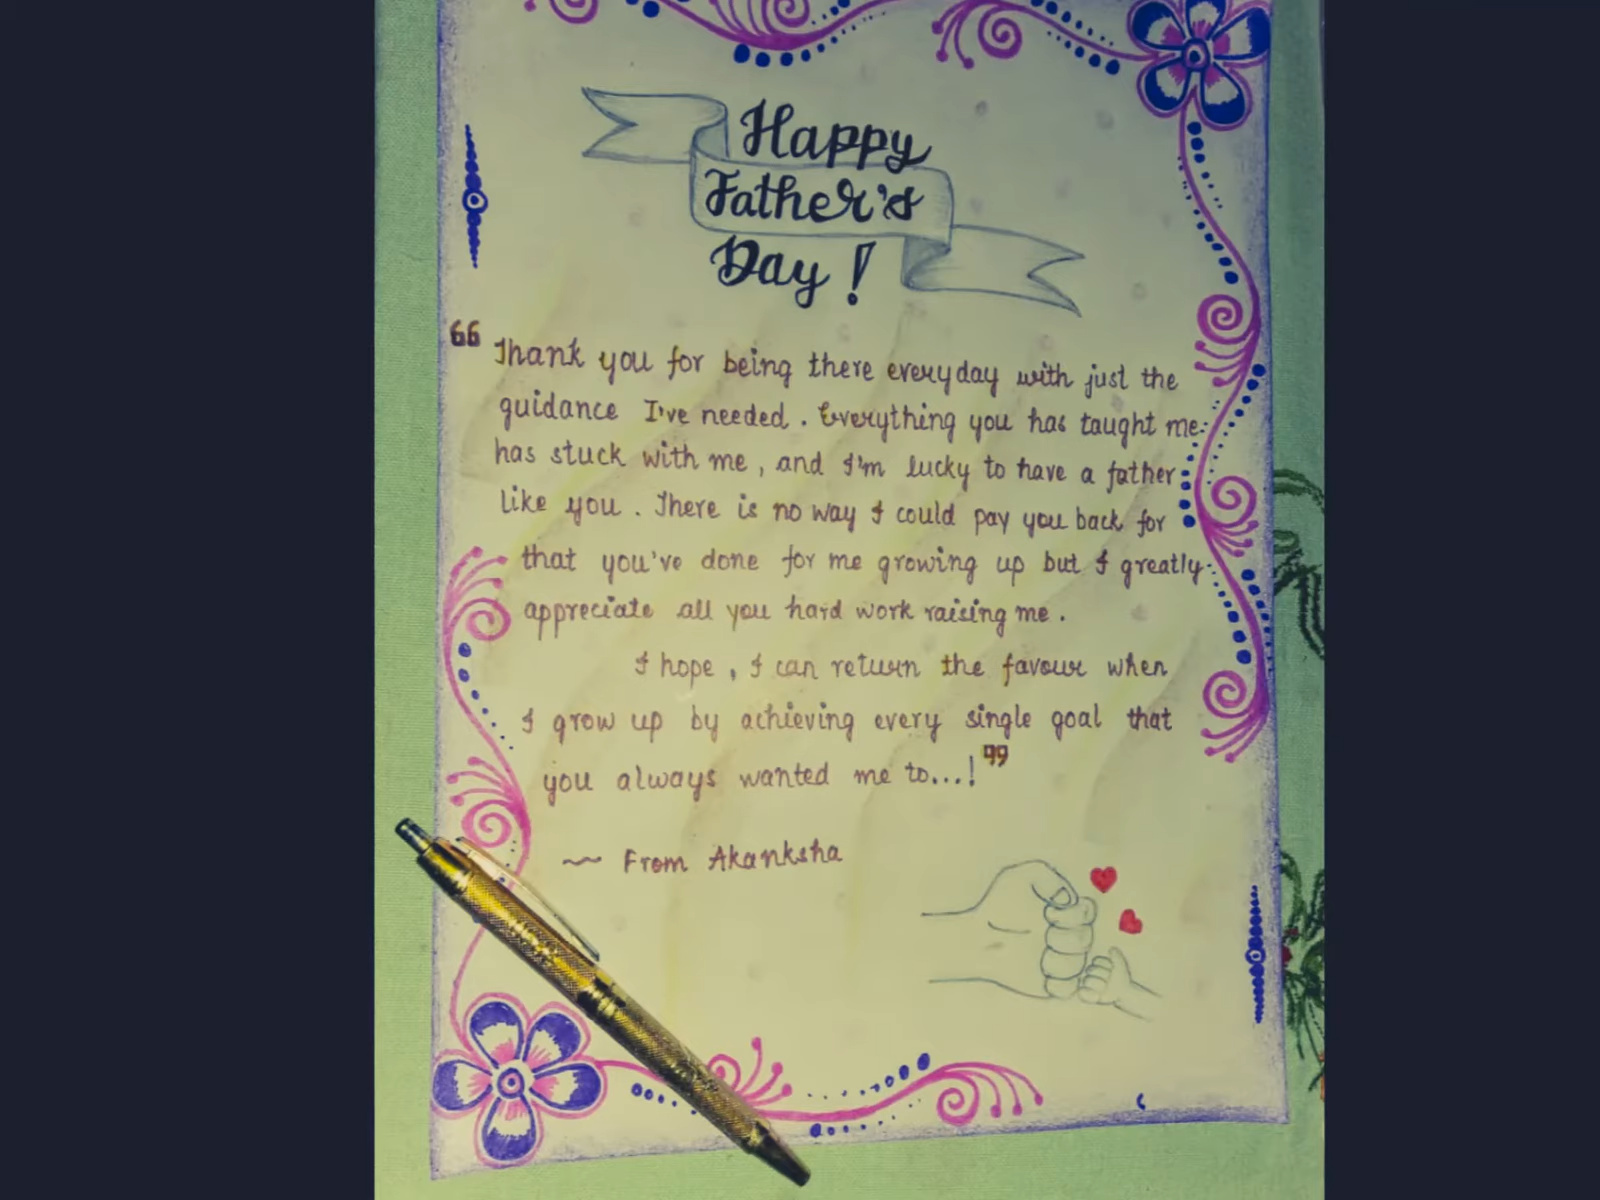 Happy
Father's
Day!
“Thank you for being there everyday with just the
guidance I've needed. Everything you has taught me
has stuck with me, and I'm lucky to have a father
like you. There is no way I could pay you back for
that you've done for me growing up but I greatly
appreciate all you hard work raising me.
I hope, I can return the favour when
I grow up by achieving every single goal that
you always wanted me to...!”
~ From Akanksha